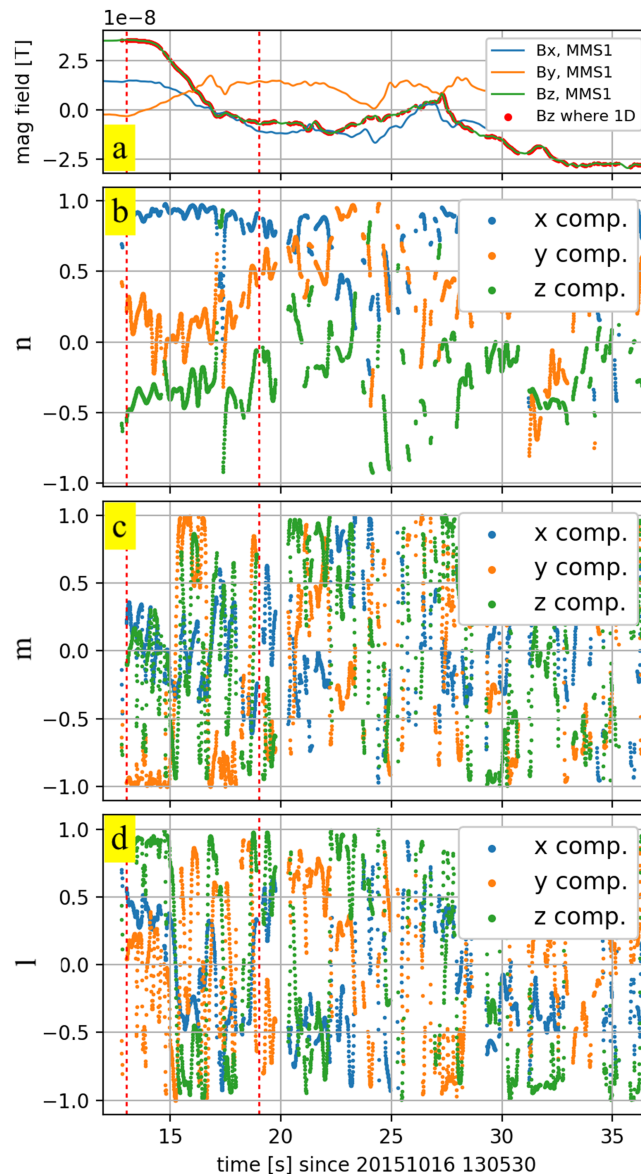 1e−8
mag field [T]
2.5
0.0
−2.5
a
Bx, MMS1
By, MMS1
Bz, MMS1
Bz where 1D
n
1.0
0.5
0.0
−0.5
−1.0
b
x comp.
y comp.
z comp.
m
1.0
0.5
0.0
−0.5
−1.0
c
x comp.
y comp.
z comp.
l
1.0
0.5
0.0
−0.5
−1.0
d
x comp.
y comp.
z comp.
15 20 25 30 35
time [s] since 20151016 130530